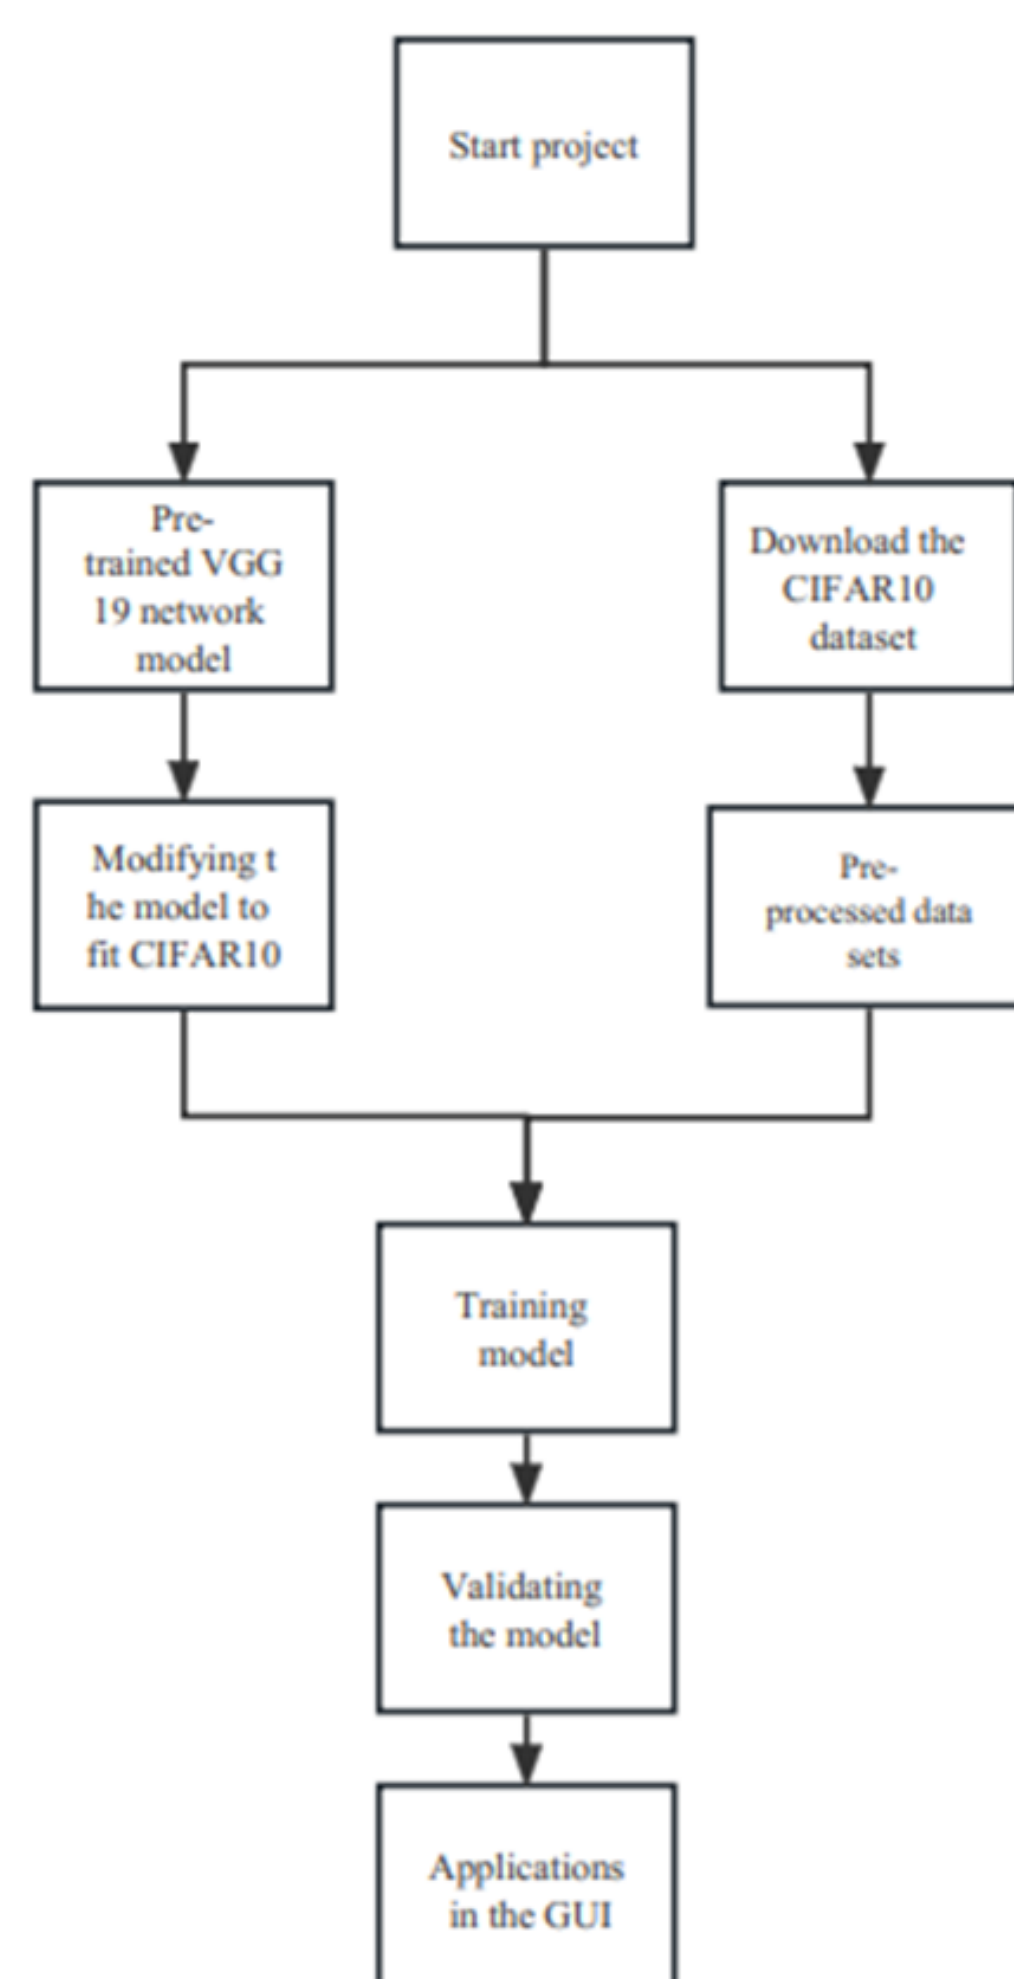 Start project
Pre-
trained VGG
19 network
model
Download the
CIFAR10
dataset
Modifying t
he model to
fit CIFAR10
Pre-
processed data
sets
Training
model
Validating
the model
Applications
in the GUI